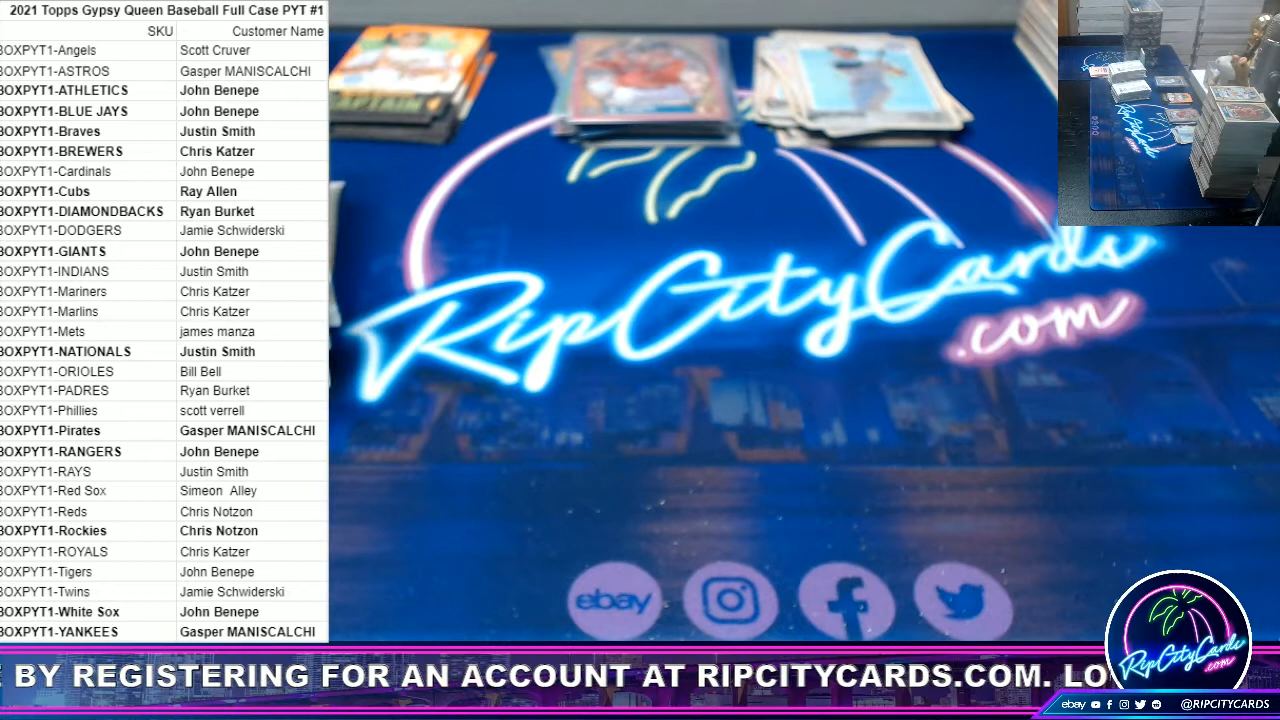 2021 Topps Gypsy Queen Baseball Full Case PYT #1
SKU Customer Name
BOXPYT1-Angels Scott Cruver
BOXPYT1-ASTROS Gasper MANISCALCHI
BOXPYT1-ATHLETICS John Benepe
BOXPYT1-BLUE JAYS John Benepe
BOXPYT1-Braves Justin Smith
BOXPYT1-BREWERS Chris Katzer
BOXPYT1-Cardinals John Benepe
BOXPYT1-Cubs Ray Allen
BOXPYT1-DIAMONDBACKS Ryan Burket
BOXPYT1-DODGERS Jamie Schwiderski
BOXPYT1-GIANTS John Benepe
BOXPYT1-INDIANS Justin Smith
BOXPYT1-Mariners Chris Katzer
BOXPYT1-Marlins Chris Katzer
BOXPYT1-Mets james manza
BOXPYT1-NATIONALS Justin Smith
BOXPYT1-ORIOLES Bill Bell
BOXPYT1-PADRES Ryan Burket
BOXPYT1-Phillies scott verrell
BOXPYT1-Pirates Gasper MANISCALCHI
BOXPYT1-RANGERS John Benepe
BOXPYT1-RAYS Justin Smith
BOXPYT1-Red Sox Simeon Alley
BOXPYT1-Reds Chris Notzon
BOXPYT1-Rockies Chris Notzon
BOXPYT1-ROYALS Chris Katzer
BOXPYT1-Tigers John Benepe
BOXPYT1-Twins Jamie Schwiderski
BOXPYT1-White Sox John Benepe
BOXPYT1-YANKEES Gasper MANISCALCHI
RipCityCards
.com
ebay
E BY REGISTERING FOR AN ACCOUNT AT RIPCITYCARDS.COM. LO
RipCityCards
.com
ebay @RIPCITYCARDS